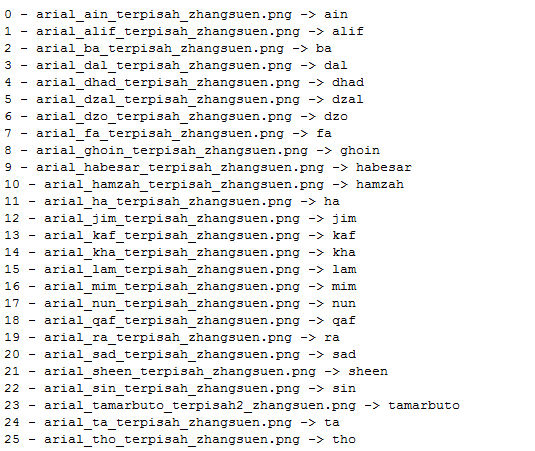 0 - arial_ain_terpisah_zhangsuen.png -> ain
1 - arial_alif_terpisah_zhangsuen.png -> alif
2 - arial_ba_terpisah_zhangsuen.png -> ba
3 - arial_dal_terpisah_zhangsuen.png -> dal
4 - arial_dhad_terpisah_zhangsuen.png -> dhad
5 - arial_dzal_terpisah_zhangsuen.png -> dzal
6 - arial_dzo_terpisah_zhangsuen.png -> dzo
7 - arial_fa_terpisah_zhangsuen.png -> fa
8 - arial_ghoin_terpisah_zhangsuen.png -> ghoin
9 - arial_habesar_terpisah_zhangsuen.png -> habesar
10 - arial_hamzah_terpisah_zhangsuen.png -> hamzah
11 - arial_ha_terpisah_zhangsuen.png -> ha
12 - arial_jim_terpisah_zhangsuen.png -> jim
13 - arial_kaf_terpisah_zhangsuen.png -> kaf
14 - arial_kha_terpisah_zhangsuen.png -> kha
15 - arial_lam_terpisah_zhangsuen.png -> lam
16 - arial_mim_terpisah_zhangsuen.png -> mim
17 - arial_nun_terpisah_zhangsuen.png -> nun
18 - arial_qaf_terpisah_zhangsuen.png -> qaf
19 - arial_ra_terpisah_zhangsuen.png -> ra
20 - arial_sad_terpisah_zhangsuen.png -> sad
21 - arial_sheen_terpisah_zhangsuen.png -> sheen
22 - arial_sin_terpisah_zhangsuen.png -> sin
23 - arial_tamarbuto_terpisah2_zhangsuen.png -> tamarbuto
24 - arial_ta_terpisah_zhangsuen.png -> ta
25 - arial_tho_terpisah_zhangsuen.png -> tho